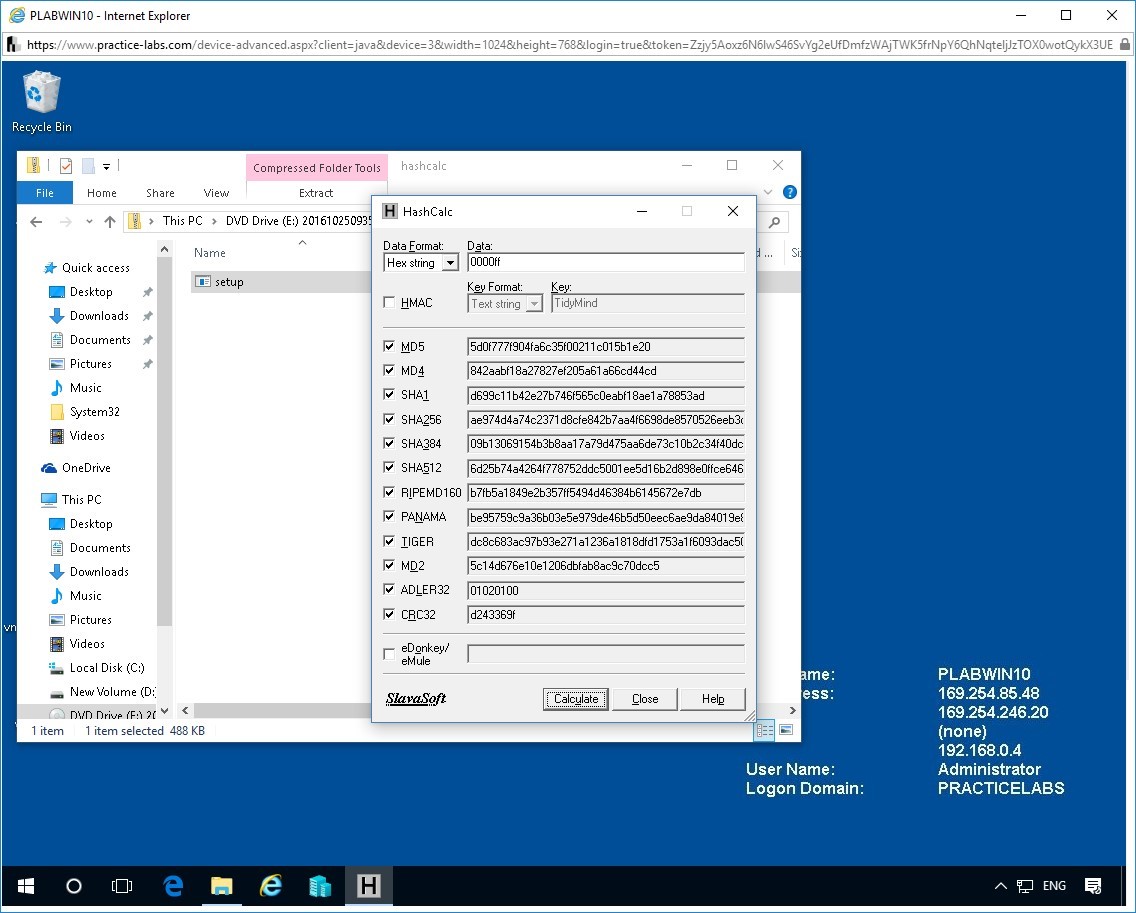 PLABWIN10 - Internet Explorer
https://www.practice-labs.com/device-advanced.aspx?client=java&device=3&width=1024&height=768&login=true&token=Zzjy5Aoxz6N6IwS46SvYg2eUfDmfzWAjTWK5frNpY6QhNqteIjJzTOX0wotQykX3UE
Recycle Bin
Compressed Folder Tools
hashcalc
File
Home
Share
View
Extract
This PC
DVD Drive (E:) 201610250935
Name
Quick access
Desktop
Downloads
Documents
Pictures
Music
System32
Videos
OneDrive
This PC
Desktop
Documents
Downloads
Music
Pictures
Videos
Local Disk (C:)
New Volume (D:)
DVD Drive (E:) 20
setup
1 item
1 item selected 488 KB
HashCalc
Data Format:
Data:
Hex string
0000ff
Key Format:
Key:
HMAC
Text string
TidyMind
MD5
5d0f777f904fa6c35f00211c015b1e20
MD4
842aabf18a27827ef205a61a66cd44cd
SHA1
d699c11b42e27b746f565c0eabf18ae1a78853ad
SHA256
ae974d4a74c2371d8cfe842b7aa4f6698de8570526eeb3c
SHA384
09b13069154b3b8aa17a79d475aa6de73c10b2c34f40dc
SHA512
6d25b74a4264f778752ddc5001ee5d16b2d898e0ffce646
RIPEMD160
b7fb5a1849e2b357ff5494d46384b6145672e7db
PANAMA
be95759c9a36b03e5e979de46b5d50eec6ae9da84019e8
TIGER
dc8c683ac97b93e271a1236a1818dfd1753a1f6093dac50
MD2
5c14d676e10e1206dbfab8ac9c70dcc5
ADLER32
01020100
CRC32
d243369f
eDonkey/
eMule
SlavaSoft
Calculate
Close
Help
ame:
PLABWIN10
ress:
169.254.85.48
169.254.246.20
(none)
192.168.0.4
User Name:
Administrator
Logon Domain:
PRACTICELABS
ENG